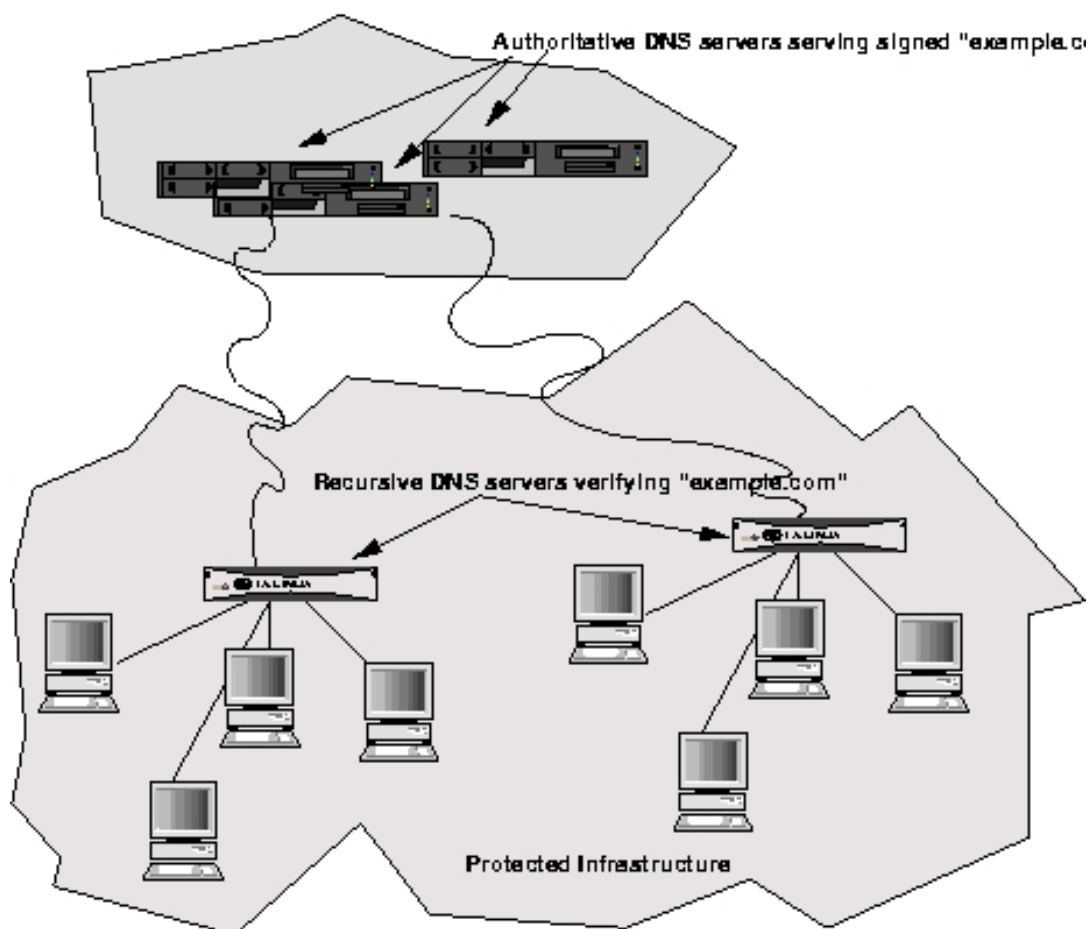 Authoritative DNS servers serving signed "example.co
Recursive DNS servers verifying "example.com"
Protected Infrastructure